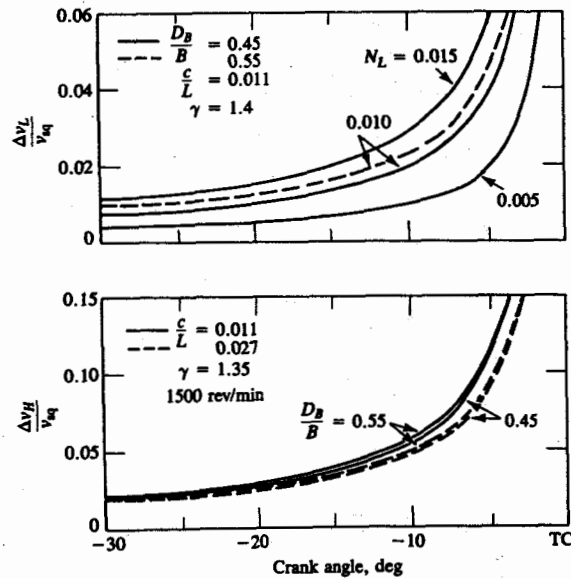 0.06
0.04
0.02
0
Δv_L
v_sq
D_B
B
= 0.45
0.55
c
L
= 0.011
γ = 1.4
N_L = 0.015
0.010
0.005
0.15
0.10
0.05
0
Δv_H
v_sq
c
L
= 0.011
0.027
γ = 1.35
1500 rev/min
D_B
B
= 0.55
0.45
−30
−20
−10
TC
Crank angle, deg